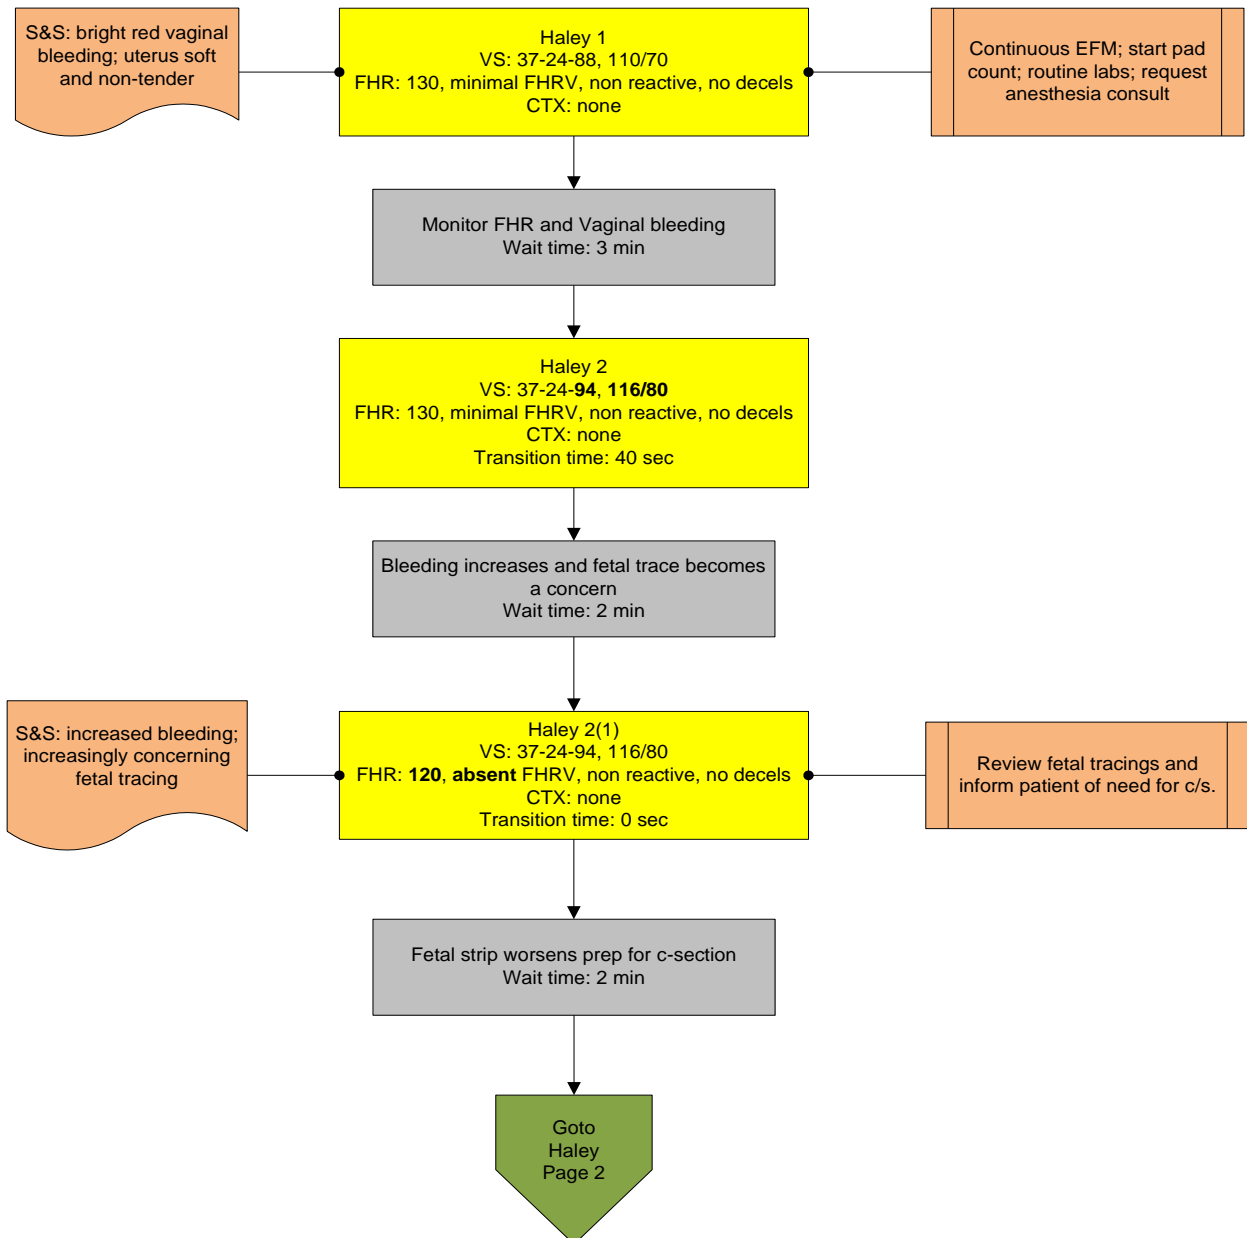 S&S: bright red vaginal
bleeding; uterus soft
and non-tender
Haley 1
VS: 37-24-88, 110/70
FHR: 130, minimal FHRV, non reactive, no decels
CTX: none
Continuous EFM; start pad
count; routine labs; request
anesthesia consult
Monitor FHR and Vaginal bleeding
Wait time: 3 min
Haley 2
VS: 37-24-94, 116/80
FHR: 130, minimal FHRV, non reactive, no decels
CTX: none
Transition time: 40 sec
Bleeding increases and fetal trace becomes
a concern
Wait time: 2 min
S&S: increased bleeding;
increasingly concerning
fetal tracing
Haley 2(1)
VS: 37-24-94, 116/80
FHR: 120, absent FHRV, non reactive, no decels
CTX: none
Transition time: 0 sec
Review fetal tracings and
inform patient of need for c/s.
Fetal strip worsens prep for c-section
Wait time: 2 min
Goto
Haley
Page 2